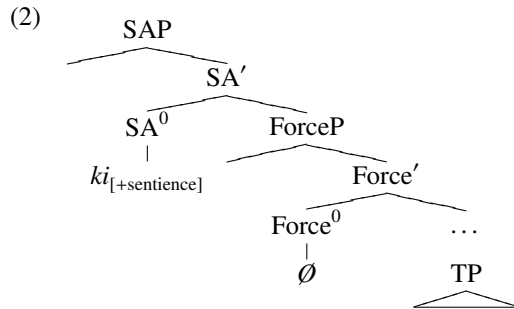 (2)
SAP
SA′
SA⁰ ForceP
ki[+sentience] Force′
Force⁰ …
Ø TP